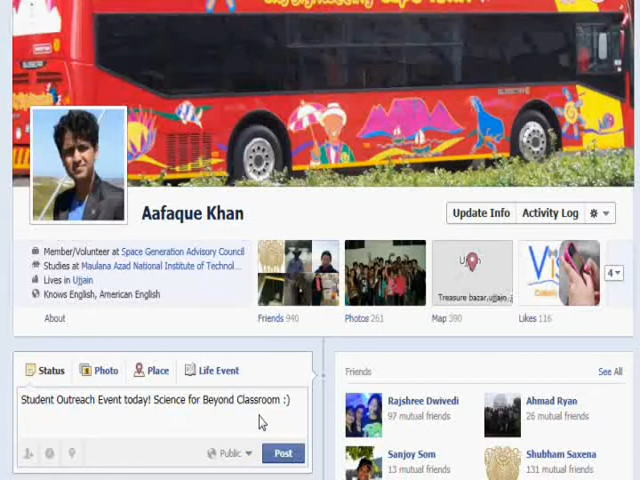 Aafaque Khan
Update Info
Activity Log
Member/Volunteer at Space Generation Advisory Council
Studies at Maulana Azad National Institute of Technol...
Lives in Ujjain
Knows English, American English
About
Treasure bazar,ujjain,
Friends 940
Photos 261
Map 390
Likes 116
4
Status
Photo
Place
Life Event
Student Outreach Event today! Science for Beyond Classroom :)
Public
Post
Friends
See All
Rajshree Dwivedi
97 mutual friends
Ahmad Ryan
26 mutual friends
Sanjoy Som
13 mutual friends
Shubham Saxena
131 mutual friends